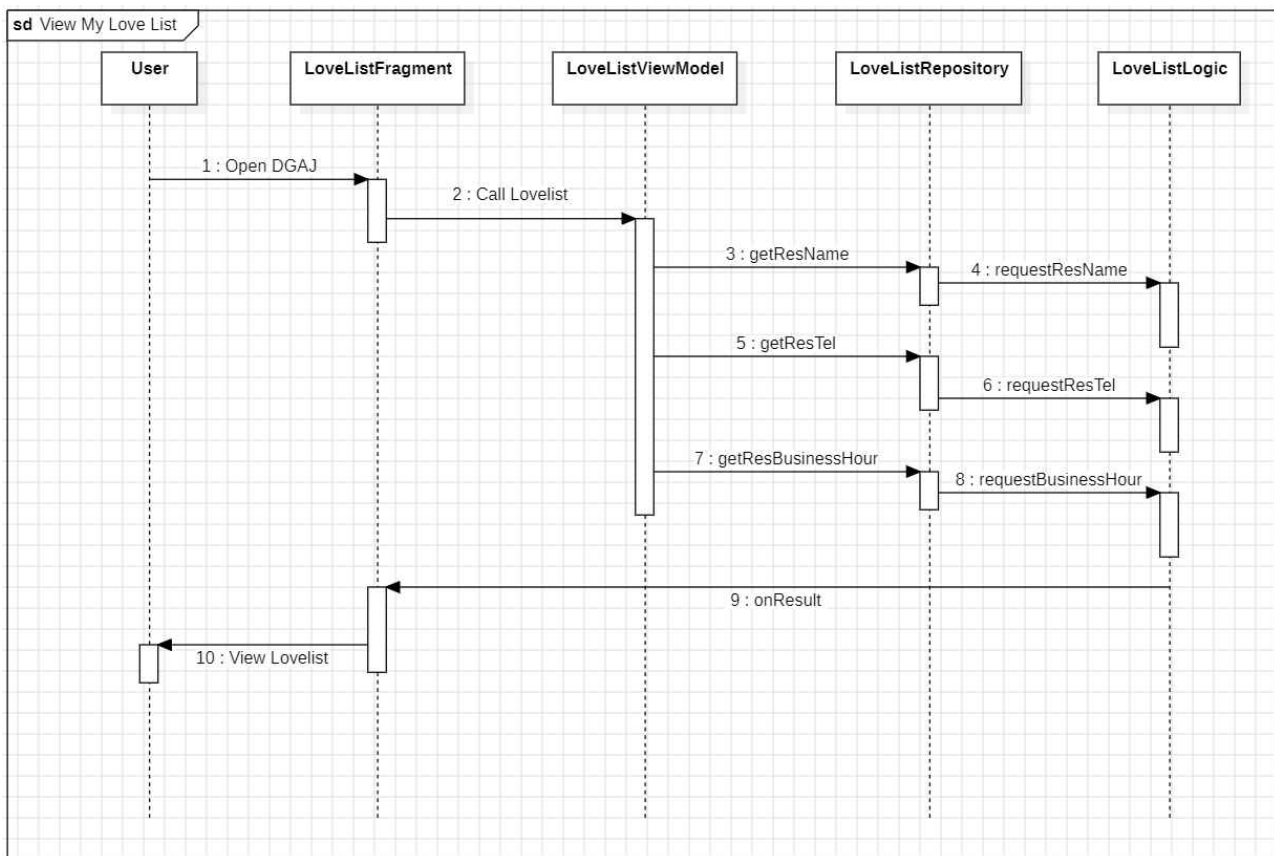 sd View My Love List
User
LoveListFragment
LoveListViewModel
LoveListRepository
LoveListLogic
1 : Open DGAJ
2 : Call Lovelist
3 : getResName
4 : requestResName
5 : getResTel
6 : requestResTel
7 : getResBusinessHour
8 : requestBusinessHour
9 : onResult
10 : View Lovelist